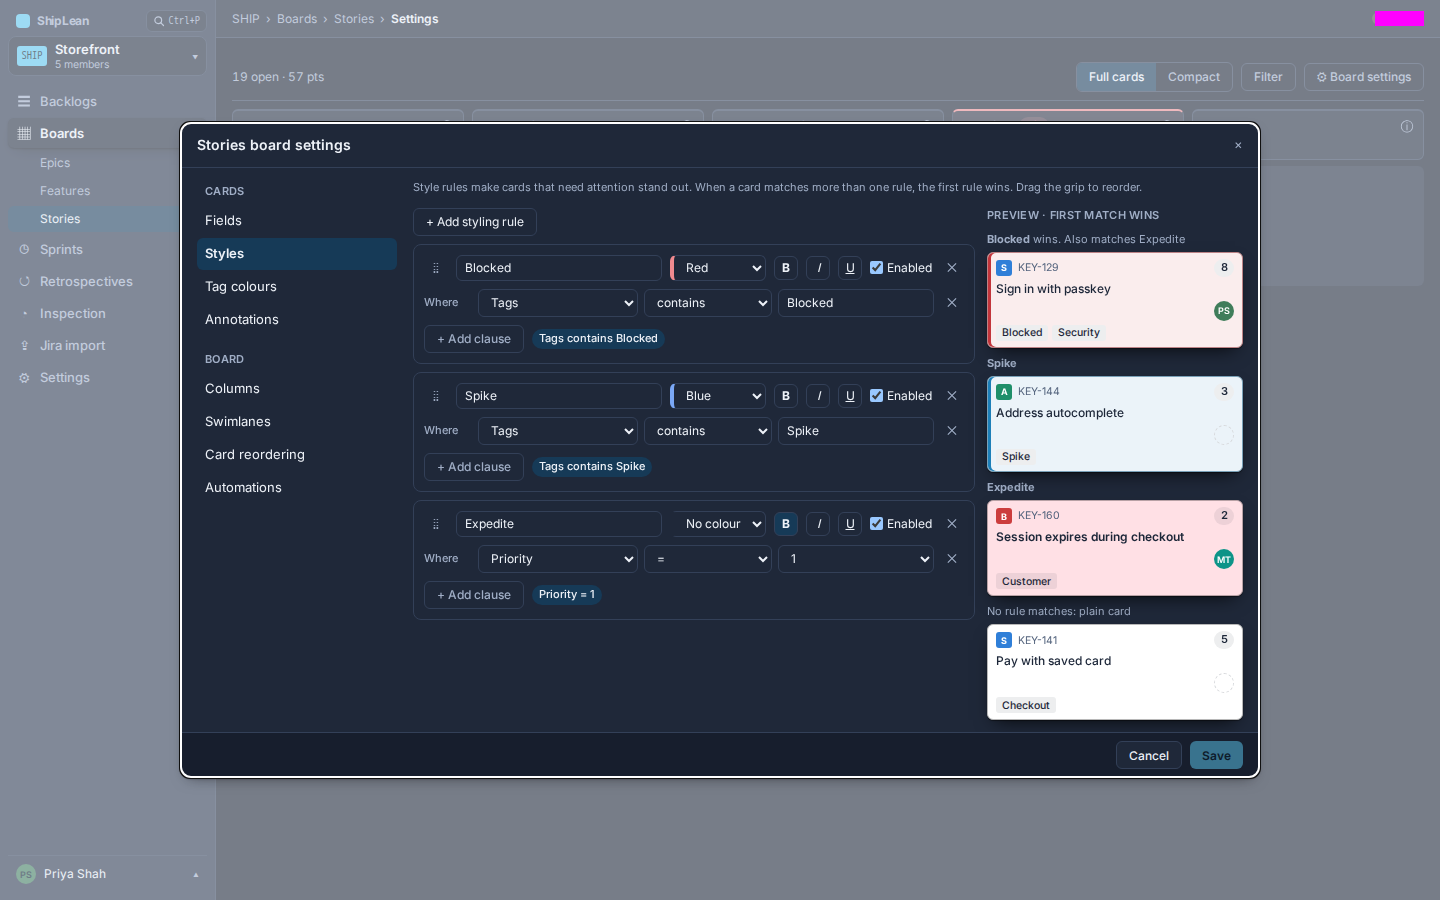 ShipLean
Ctrl+P
SHIP
Storefront
5 members
Backlogs
Boards
Epics
Features
Stories
Sprints
Retrospectives
Inspection
Jira import
Settings
PS
Priya Shah
SHIP › Boards › Stories › Settings
19 open · 57 pts
Full cards
Compact
Filter
Board settings
Stories board settings
CARDS
Fields
Styles
Tag colours
Annotations
BOARD
Columns
Swimlanes
Card reordering
Automations
Style rules make cards that need attention stand out. When a card matches more than one rule, the first rule wins. Drag the grip to reorder.
+ Add styling rule
Blocked
Red
B
I
U
Enabled
Where
Tags
contains
Blocked
+ Add clause
Tags contains Blocked
Spike
Blue
B
I
U
Enabled
Where
Tags
contains
Spike
+ Add clause
Tags contains Spike
Expedite
No colour
B
I
U
Enabled
Where
Priority
=
1
+ Add clause
Priority = 1
PREVIEW · FIRST MATCH WINS
Blocked wins. Also matches Expedite
S KEY-129 8
Sign in with passkey
PS
Blocked Security
Spike
A KEY-144 3
Address autocomplete
Spike
Expedite
B KEY-160 2
Session expires during checkout
MT
Customer
No rule matches: plain card
S KEY-141 5
Pay with saved card
Checkout
Cancel
Save